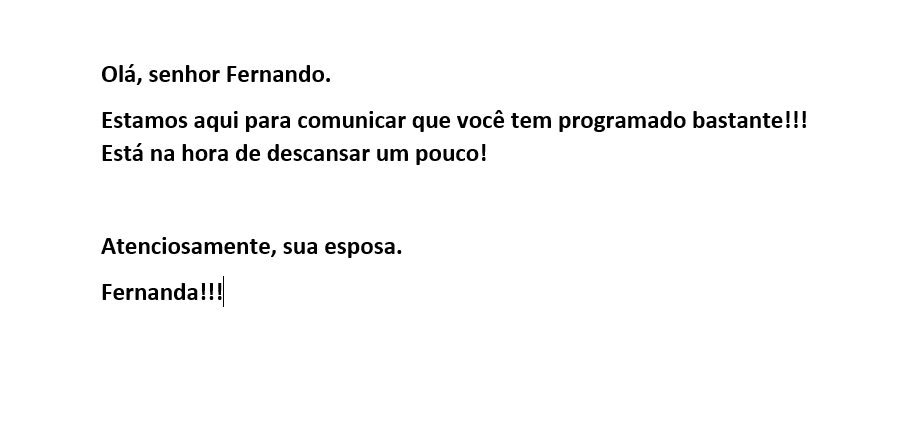 Olá, senhor Fernando.
Estamos aqui para comunicar que você tem programado bastante!!!
Está na hora de descansar um pouco!
Atenciosamente, sua esposa.
Fernanda!!!